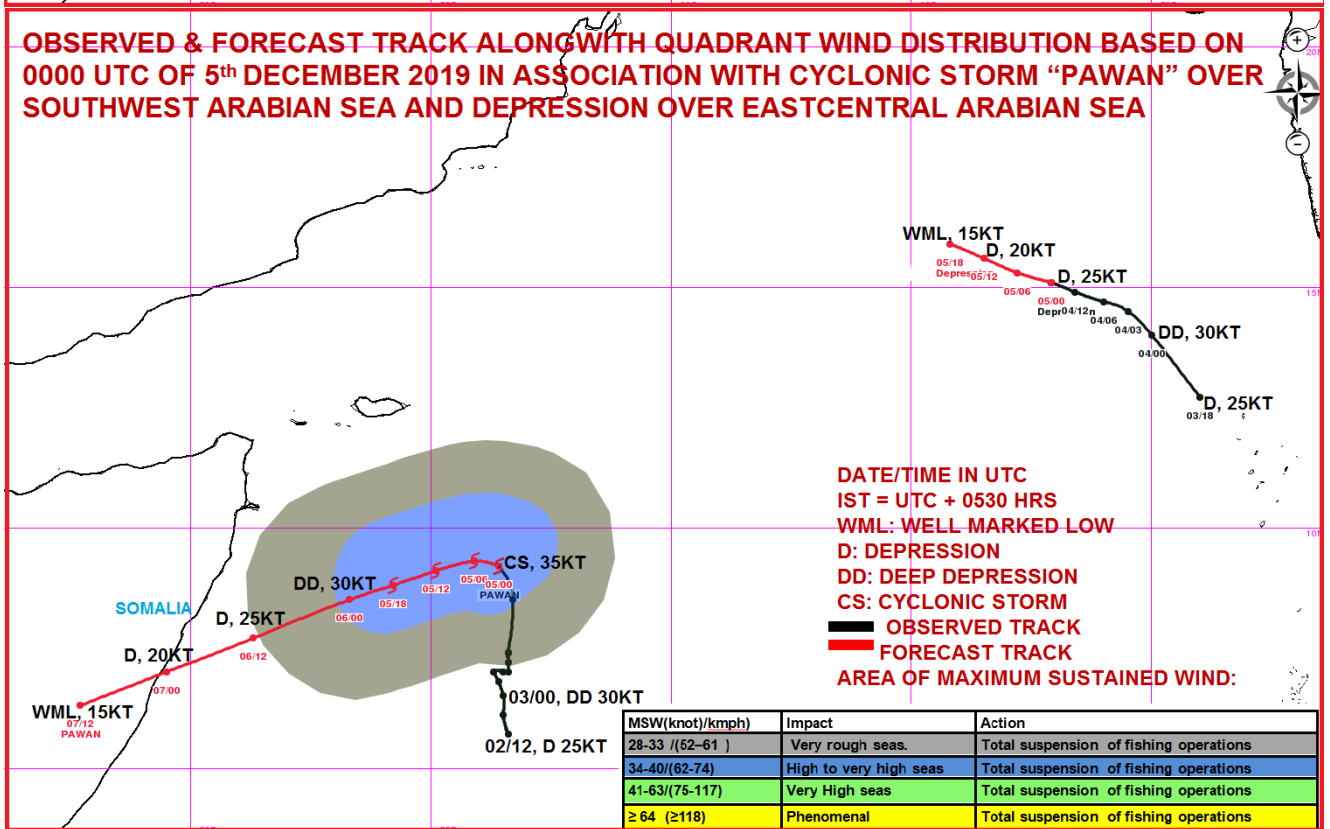 OBSERVED & FORECAST TRACK ALONGWITH QUADRANT WIND DISTRIBUTION BASED ON
0000 UTC OF 5th DECEMBER 2019 IN ASSOCIATION WITH CYCLONIC STORM “PAWAN” OVER
SOUTHWEST ARABIAN SEA AND DEPRESSION OVER EASTCENTRAL ARABIAN SEA
WML, 15KT
D, 20KT
05/18
05/12
D, 25KT
05/06
05/00
04/12
04/06
04/03
DD, 30KT
04/00
D, 25KT
03/18
15N
10N
CS, 35KT
05/06
05/00
PAWAN
05/12
05/18
DD, 30KT
06/00
SOMALIA
D, 25KT
06/12
D, 20KT
07/00
WML, 15KT
07/12
PAWAN
03/00, DD 30KT
02/12, D 25KT
DATE/TIME IN UTC
IST = UTC + 0530 HRS
WML: WELL MARKED LOW
D: DEPRESSION
DD: DEEP DEPRESSION
CS: CYCLONIC STORM
OBSERVED TRACK
FORECAST TRACK
AREA OF MAXIMUM SUSTAINED WIND:
MSW(knot)/kmph) Impact Action
28-33 /(52–61 ) Very rough seas. Total suspension of fishing operations
34-40/(62-74) High to very high seas Total suspension of fishing operations
41-63/(75-117) Very High seas Total suspension of fishing operations
≥ 64 (≥118) Phenomenal Total suspension of fishing operations